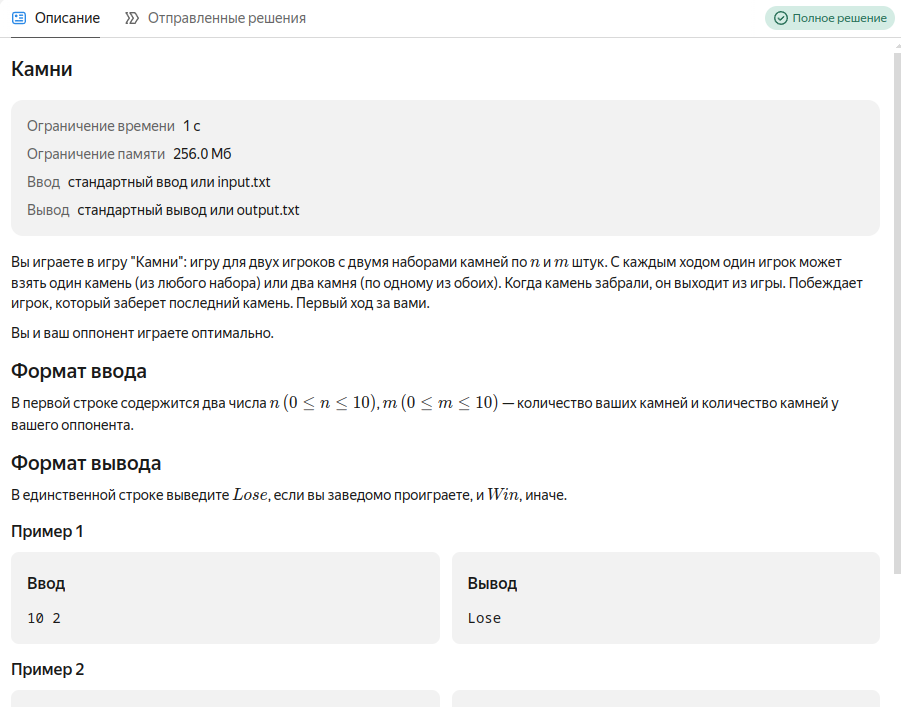 Описание Отправленные решения Полное решение
Камни
Ограничение времени 1 с
Ограничение памяти 256.0 Мб
Ввод стандартный ввод или input.txt
Вывод стандартный вывод или output.txt
Вы играете в игру "Камни": игру для двух игроков с двумя наборами камней по n и m штук. С каждым ходом один игрок может
взять один камень (из любого набора) или два камня (по одному из обоих). Когда камень забрали, он выходит из игры. Побеждает
игрок, который заберет последний камень. Первый ход за вами.
Вы и ваш оппонент играете оптимально.
Формат ввода
В первой строке содержится два числа n (0 ≤ n ≤ 10), m (0 ≤ m ≤ 10) — количество ваших камней и количество камней у
вашего оппонента.
Формат вывода
В единственной строке выведите Lose, если вы заведомо проиграете, и Win, иначе.
Пример 1
Ввод Вывод
10 2 Lose
Пример 2